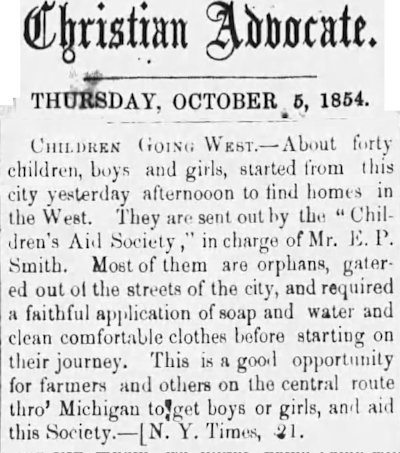 Christian Advocate.
THURSDAY, OCTOBER 5, 1854.
CHILDREN GOING WEST.—About forty
children, boys and girls, started from this
city yesterday afternooon to find homes in
the West. They are sent out by the "Chil-
dren's Aid Society," in charge of Mr. E. P.
Smith. Most of them are orphans, gater-
ed out of the streets of the city, and required
a faithful application of soap and water and
clean comfortable clothes before starting on
their journey. This is a good opportunity
for farmers and others on the central route
thro' Michigan to get boys or girls, and aid
this Society.—[N. Y. Times, 21.